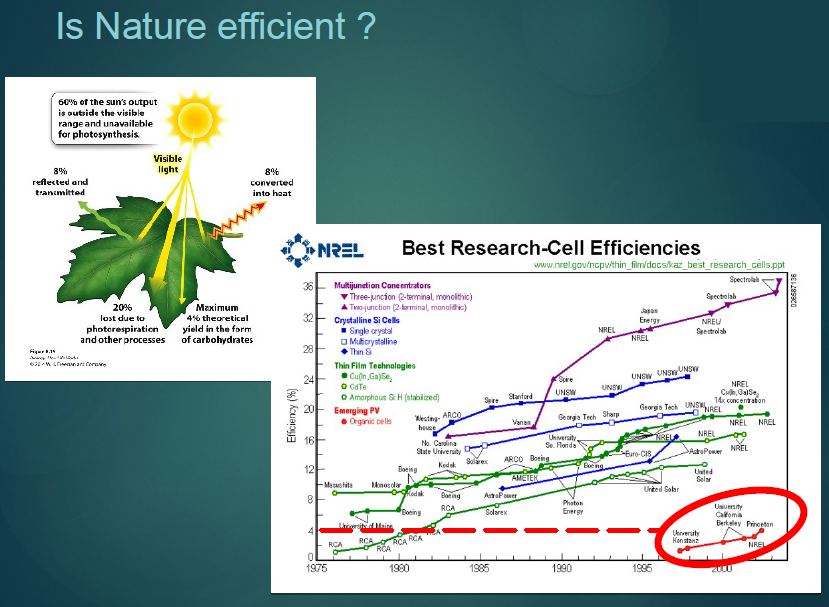 Is Nature efficient ?
60% of the sun's output
is outside the visible
range and unavailable
for photosynthesis.
Visible
light
8%
reflected and
transmitted
8%
converted
into heat
20%
lost due to
photorespiration
and other processes
Maximum
4% theoretical
yield in the form
of carbohydrates
Figure 8-19
W. H. Freeman and Company
NREL
Best Research-Cell Efficiencies
www.nrel.gov/ncpv/thin_film/docs/kaz_best_research_cells.ppt
026587136
Efficiency (%)
36
32
28
24
20
16
12
8
4
0
Multijunction Concentrators
Three-junction (2-terminal, monolithic)
Two-junction (2-terminal, monolithic)
Crystalline Si Cells
Single crystal
Multicrystalline
Thin Si
Thin Film Technologies
Cu(In,Ga)Se2
CdTe
Amorphous Si:H (stabilized)
Emerging PV
Organic cells
Spectrolab
Spectrolab
Japan
Energy
NREL
NREL
NREL/
Spectrolab
Spire
UNSW
UNSW
UNSW
UNSW
Spire
Stanford
UNSW
NREL
Cu(In,Ga)Se2
14x concentration
Westing-
house
ARCO
Varian
Georgia Tech
Sharp
Georgia Tech
UNSW
NREL
NREL
NREL
No. Carolina
State University
Solarex
University
So. Florida
NREL
NREL
NREL
Euro-CIS
AstroPower
ARCO
Boeing
AMETEK
Boeing
Kodak
Boeing
Masushita
Monosolar
Kodak
Boeing
AstroPower
Photon
Energy
United Solar
United
Solar
University of Maine
Boeing
RCA
Solarex
RCA
RCA
RCA
RCA
RCA
RCA
University
Konstanz
University
California
Berkeley
Princeton
NREL
1975
1980
1985
1990
1995
2000